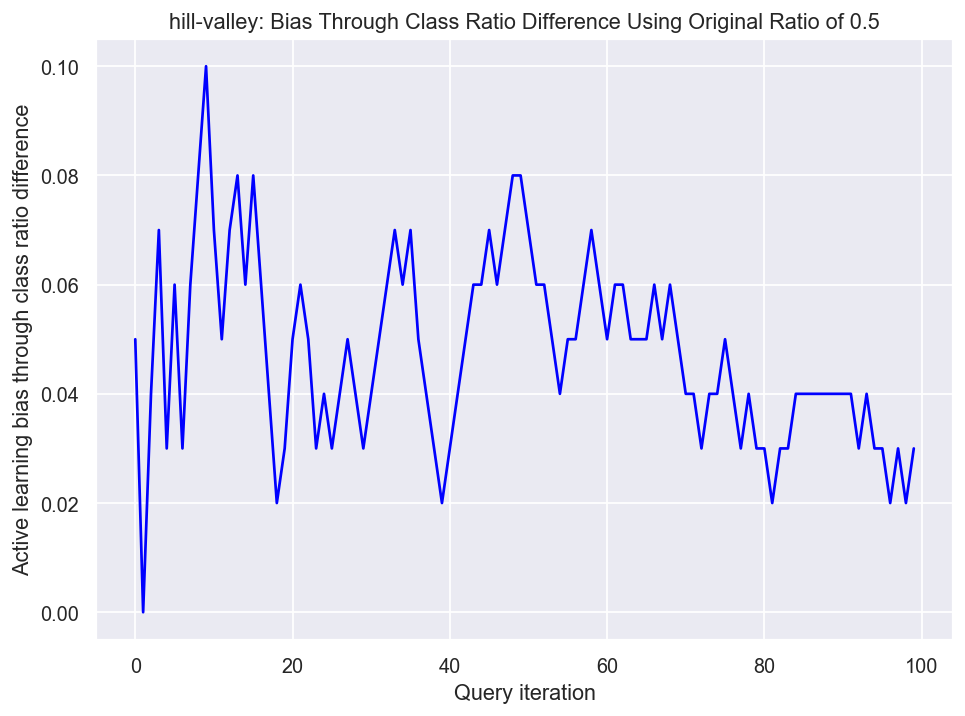 hill-valley: Bias Through Class Ratio Difference Using Original Ratio of 0.5
Active learning bias through class ratio difference
0.10
0.08
0.06
0.04
0.02
0.00
0 20 40 60 80 100
Query iteration